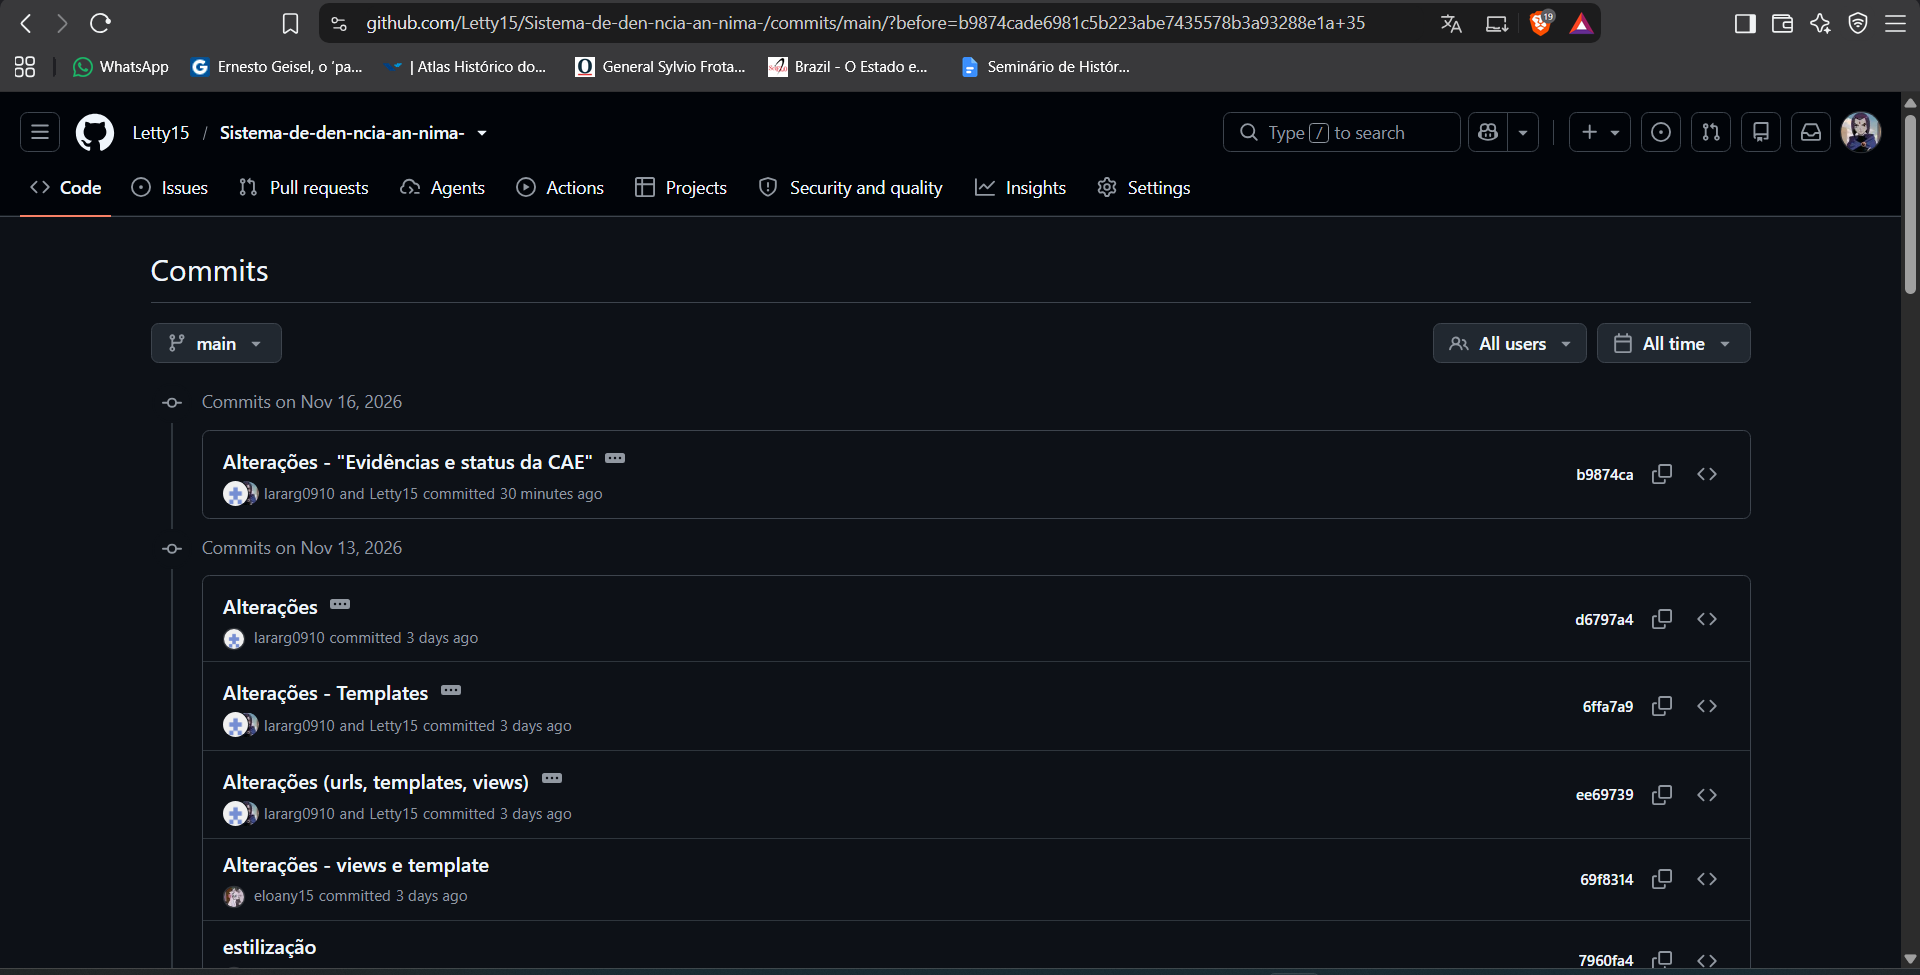 github.com/Letty15/Sistema-de-den-ncia-an-nima-/commits/main/?before=b9874cade6981c5b223abe7435578b3a93288e1a+35
19
WhatsApp
Ernesto Geisel, o 'pa...
| Atlas Histórico do...
General Sylvio Frota...
Brazil - O Estado e...
Seminário de Histór...
Letty15 / Sistema-de-den-ncia-an-nima-
Type / to search
Code
Issues
Pull requests
Agents
Actions
Projects
Security and quality
Insights
Settings
Commits
main
All users
All time
Commits on Nov 16, 2026
Alterações - "Evidências e status da CAE"
lararg0910 and Letty15 committed 30 minutes ago
b9874ca
Commits on Nov 13, 2026
Alterações
lararg0910 committed 3 days ago
d6797a4
Alterações - Templates
lararg0910 and Letty15 committed 3 days ago
6ffa7a9
Alterações (urls, templates, views)
lararg0910 and Letty15 committed 3 days ago
ee69739
Alterações - views e template
eloany15 committed 3 days ago
69f8314
estilização
7960fa4